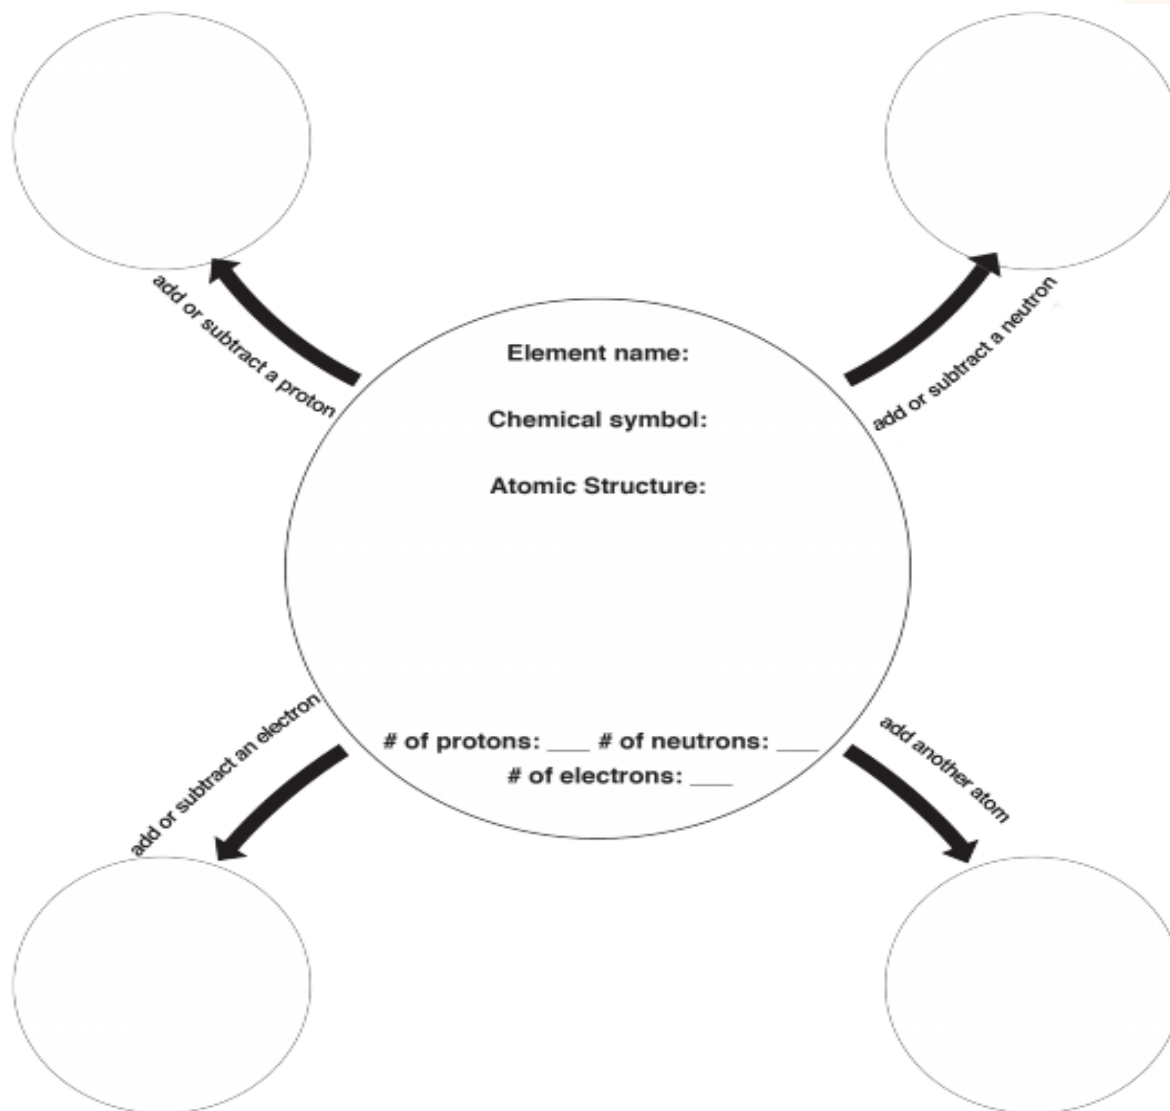 add or subtract a proton
add or subtract a neutron
Element name:
Chemical symbol:
Atomic Structure:
# of protons: ___ # of neutrons: ___
# of electrons: ___
add or subtract an electron
add another atom